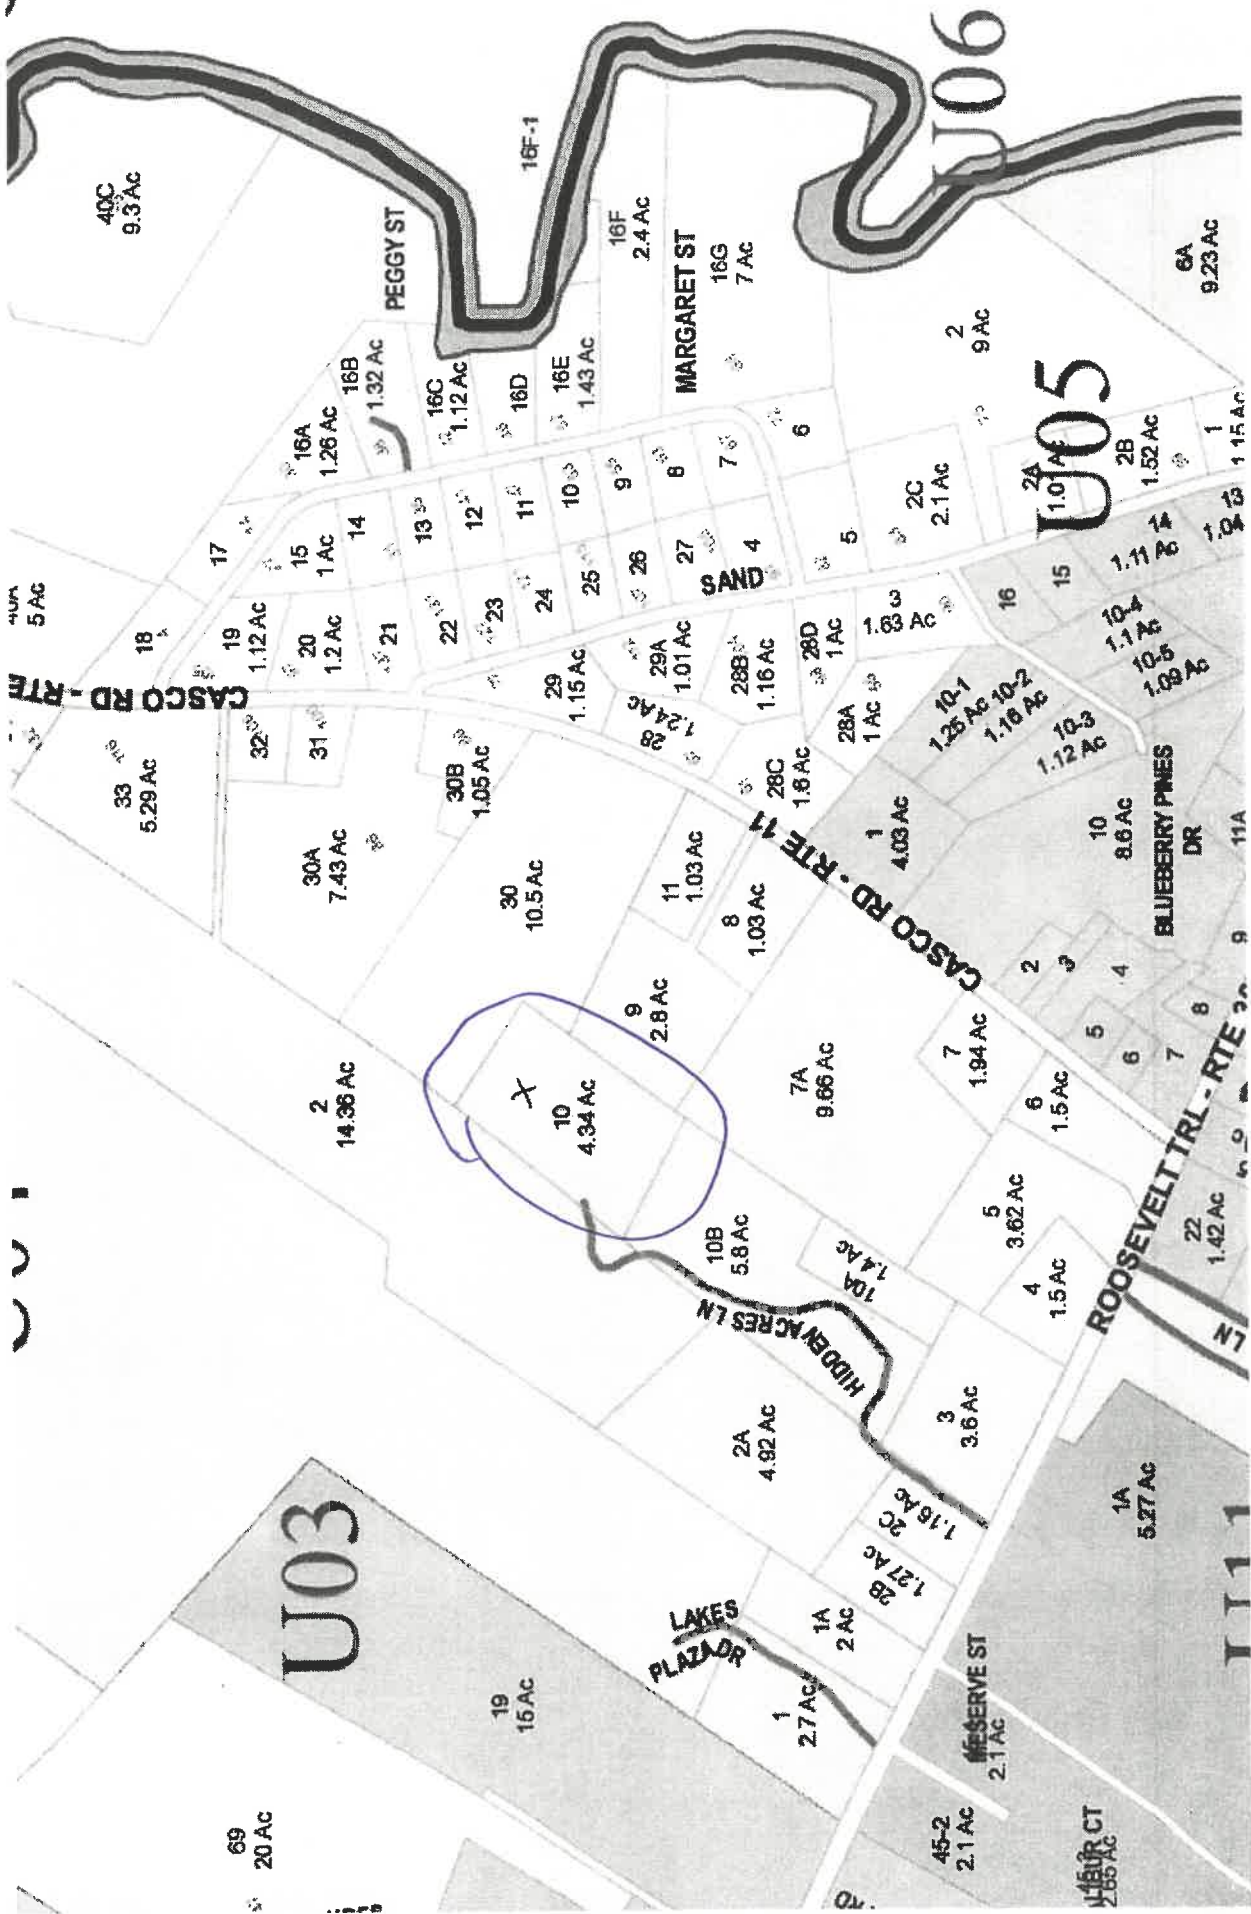 40C
9.3 Ac
16F-1
U06
PEGGY ST
16F
2.4 Ac
MARGARET ST
16G
7 Ac
6A
9.23 Ac
2
9 Ac
U05
16B
1.32 Ac
16C
1.12 Ac
16D
16E
1.43 Ac
16A
1.26 Ac
17
15
1 Ac
14
13
12
11
10
9
8
7
6
5 Ac
18
19
1.12 Ac
20
1.2 Ac
21
22
23
24
25
26
27
4
SAND
5
2C
2.1 Ac
2A
1.01 Ac
2B
1.52 Ac
1
1.15 Ac
CASCO RD - RTE
33
5.29 Ac
32
31
30B
1.05 Ac
29
1.15 Ac
29A
1.01 Ac
28
1.24 Ac
28B
1.16 Ac
28D
1 Ac
3
1.63 Ac
28A
1 Ac
28C
1.6 Ac
16
15
14
1.11 Ac
13
1.04
10-4
1.1 Ac
10-5
1.09 Ac
10-1
1.25 Ac
10-2
1.16 Ac
10-3
1.12 Ac
30A
7.43 Ac
30
10.5 Ac
11
1.03 Ac
8
1.03 Ac
CASCO RD - RTE 11
1
4.03 Ac
10
8.6 Ac
BLUEBERRY PINES
DR
11A
9
2
3
4
5
6
7
8
2
14.36 Ac
X
10
4.34 Ac
9
2.8 Ac
7A
9.66 Ac
7
1.94 Ac
6
1.5 Ac
5
3.62 Ac
4
1.5 Ac
ROOSEVELT TRL - RTE
22
1.42 Ac
LN
10B
5.8 Ac
10A
1.4 Ac
HIDDEN ACRES LN
2A
4.92 Ac
3
3.6 Ac
2C
1.16 Ac
2B
1.27 Ac
1A
5.27 Ac
U11
U03
LAKES
PLAZA DR
1A
2 Ac
1
2.7 Ac
19
15 Ac
MESERVE ST
2.1 Ac
45-2
2.1 Ac
69
20 Ac
2.65 Ac